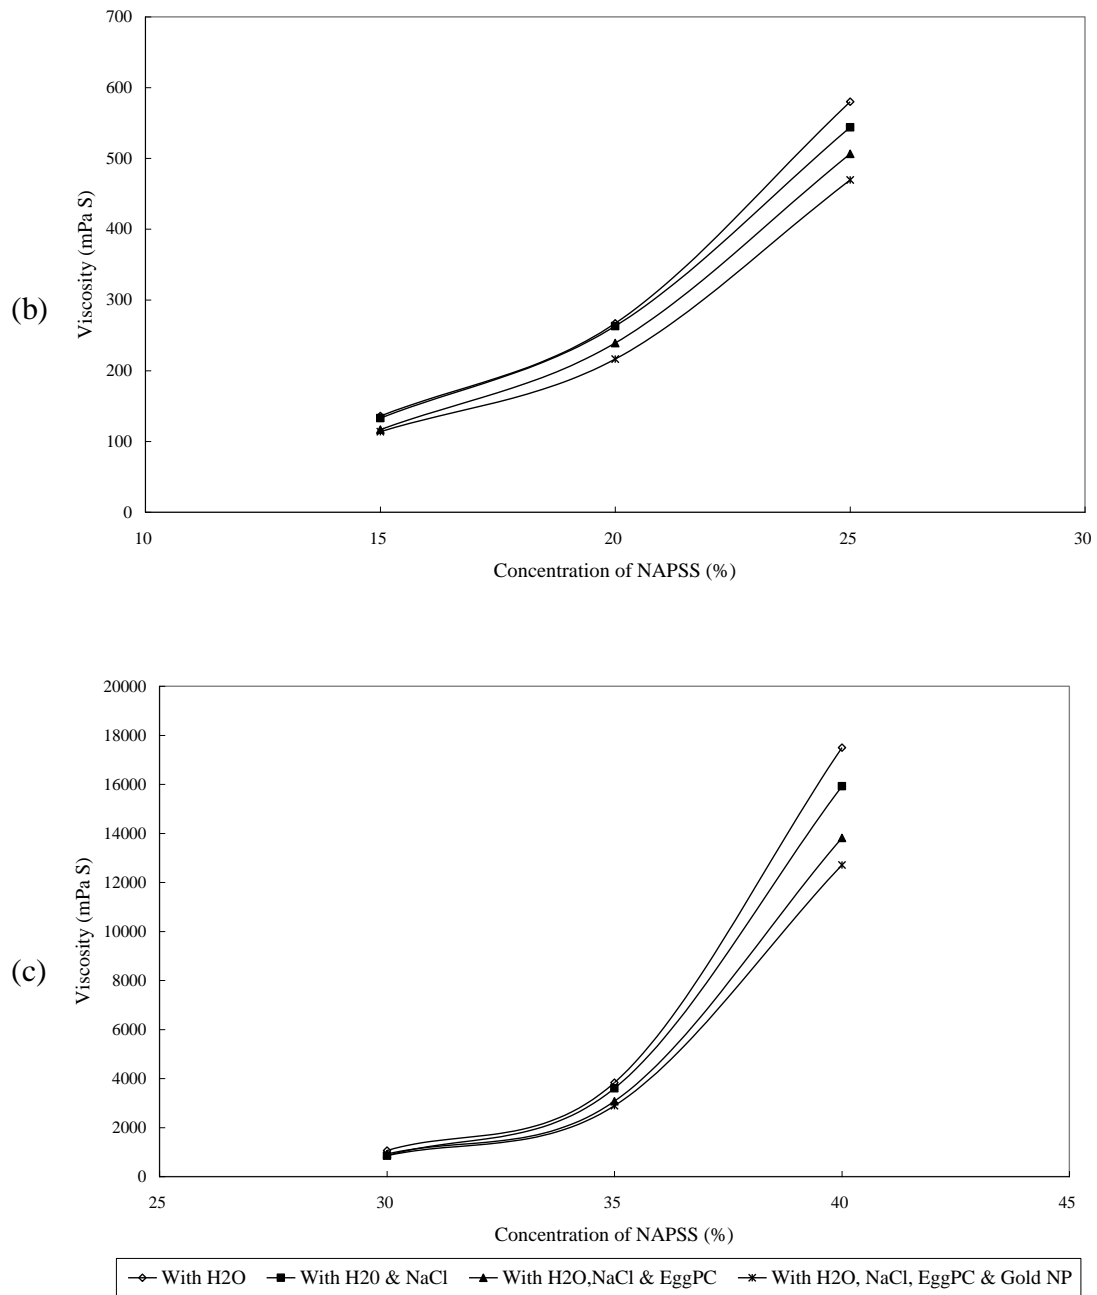 700
600
500
400
300
200
100
0
Viscosity (mPa S)
(b)
10 15 20 25 30
Concentration of NAPSS (%)
20000
18000
16000
14000
12000
10000
8000
6000
4000
2000
0
Viscosity (mPa S)
(c)
25 30 35 40 45
Concentration of NAPSS (%)
With H2O With H20 & NaCl With H2O,NaCl & EggPC With H2O, NaCl, EggPC & Gold NP